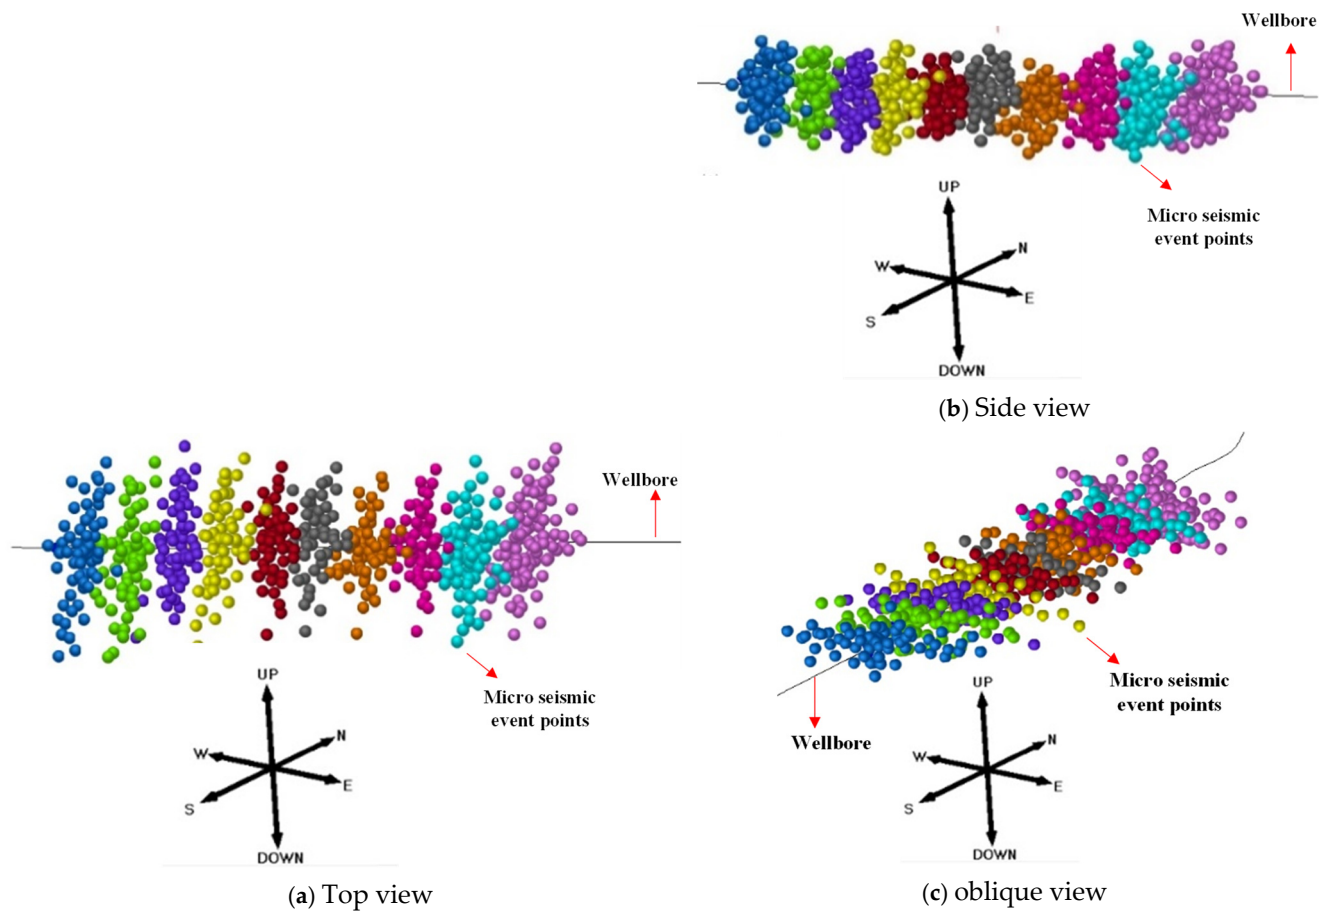 Wellbore
Micro seismic
event points
UP
N
W
E
S
DOWN
(b) Side view
Wellbore
Micro seismic
event points
UP
N
W
E
S
DOWN
(a) Top view
Micro seismic
event points
Wellbore
UP
N
W
E
S
DOWN
(c) oblique view